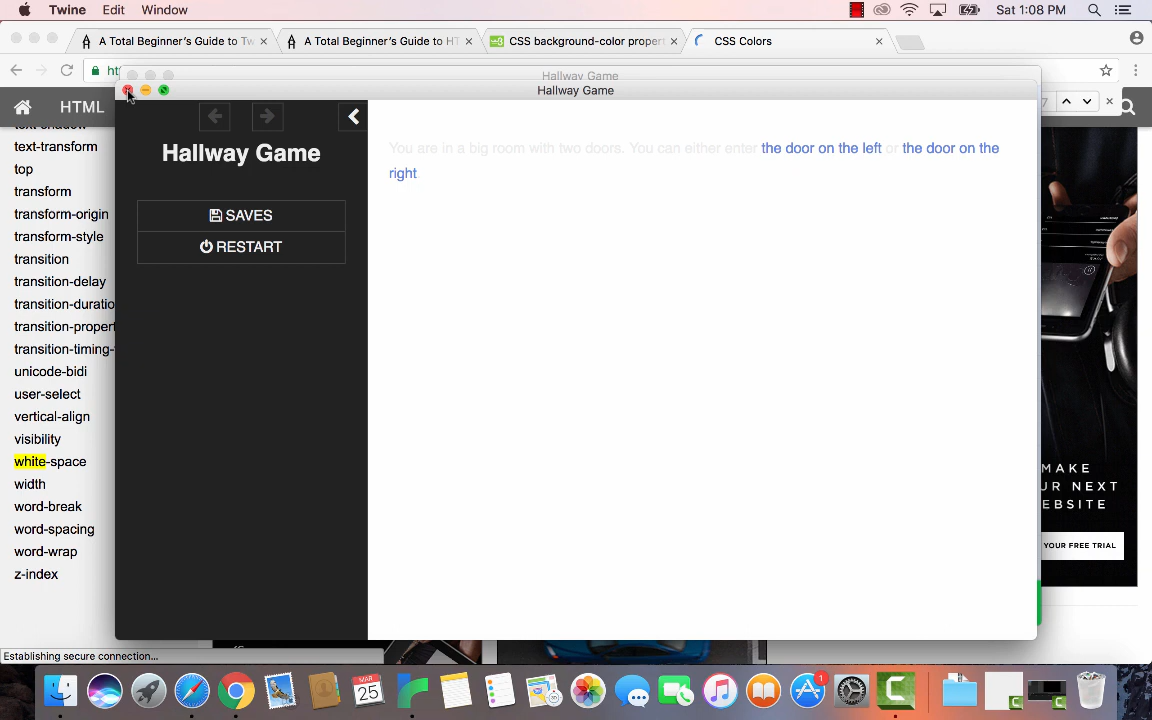 Twine Edit Window Sat 1:08 PM
A Total Beginner's Guide to Tw
A Total Beginner's Guide to HT
CSS background-color propert
CSS Colors
Hallway Game
Hallway Game
HTML
text-transform
top
transform
transform-origin
transform-style
transition
transition-delay
transition-duratio
transition-propert
transition-timing-
unicode-bidi
user-select
vertical-align
visibility
white-space
width
word-break
word-spacing
word-wrap
z-index
Hallway Game
SAVES
RESTART
You are in a big room with two doors. You can either enter the door on the left or the door on the
right
MAKE
UR NEXT
EBSITE
YOUR FREE TRIAL
Establishing secure connection...
MAR
25
1